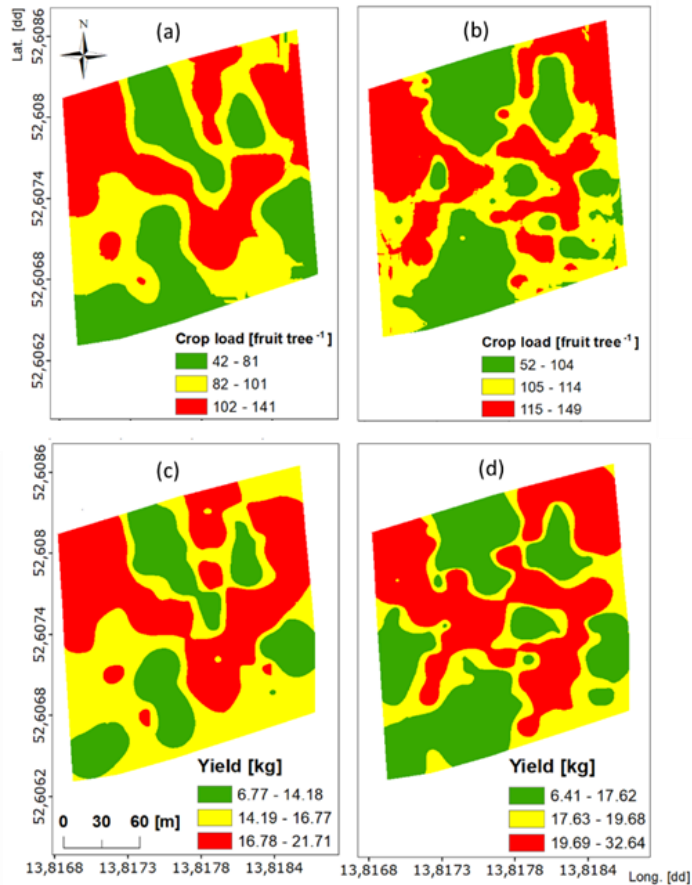 Lat. [dd]
52,6086
52,608
52,6074
52,6068
52,6062
N
(a)
Crop load [fruit tree⁻¹]
42 - 81
82 - 101
102 - 141
(b)
Crop load [fruit tree⁻¹]
52 - 104
105 - 114
115 - 149
52,6086
52,608
52,6074
52,6068
52,6062
(c)
Yield [kg]
6.77 - 14.18
14.19 - 16.77
16.78 - 21.71
0 30 60 [m]
(d)
Yield [kg]
6.41 - 17.62
17.63 - 19.68
19.69 - 32.64
13,8168 13,8173 13,8178 13,8184
13,8168 13,8173 13,8178 13,8184 Long. [dd]